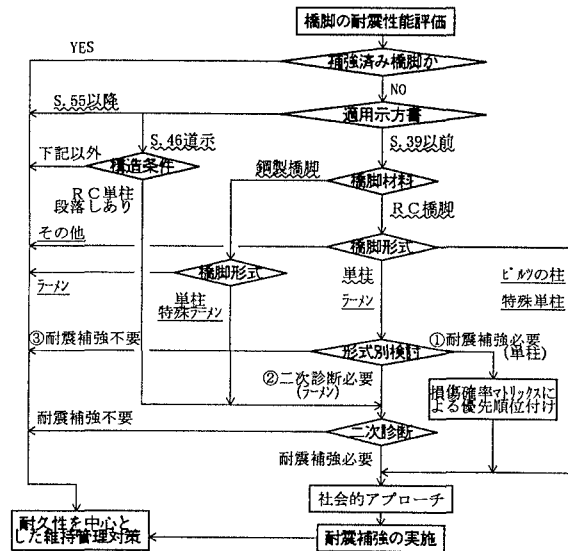 橋脚の耐震性能評価
YES
補強済み橋脚か
NO
S.55以降
適用示方書
S.46道示
S.39以前
下記以外
構造条件
鋼製橋脚
橋脚材料
RC単柱
段落しあり
RC橋脚
その他
橋脚形式
ラーメン
橋脚形式
単柱
ラーメン
ピルツの柱
特殊単柱
単柱
特殊ラーメン
③耐震補強不要
形式別検討
①耐震補強必要
(単柱)
②二次診断必要
(ラーメン)
損傷確率マトリックスに
よる優先順位付け
耐震補強不要
二次診断
耐震補強必要
社会的アプローチ
耐久性を中心と
した維持管理対策
耐震補強の実施